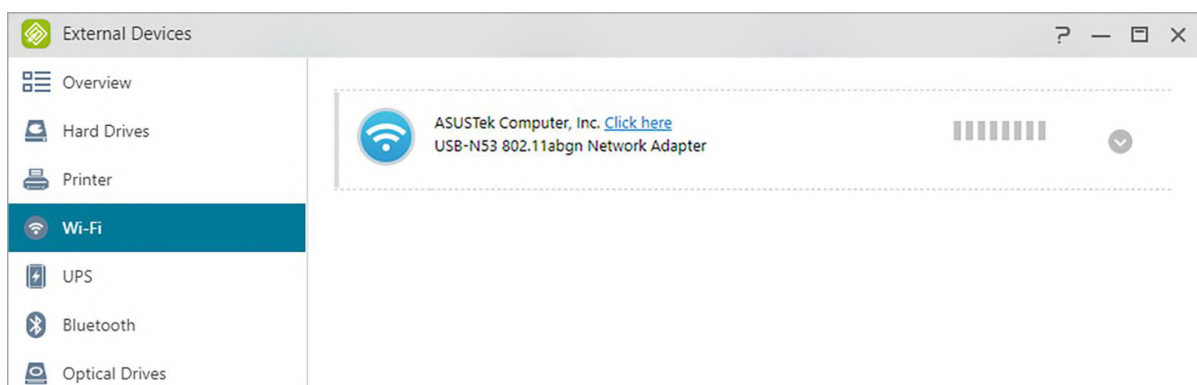 External Devices
Overview
Hard Drives
Printer
Wi-Fi
UPS
Bluetooth
Optical Drives
ASUSTek Computer, Inc. Click here
USB-N53 802.11abgn Network Adapter